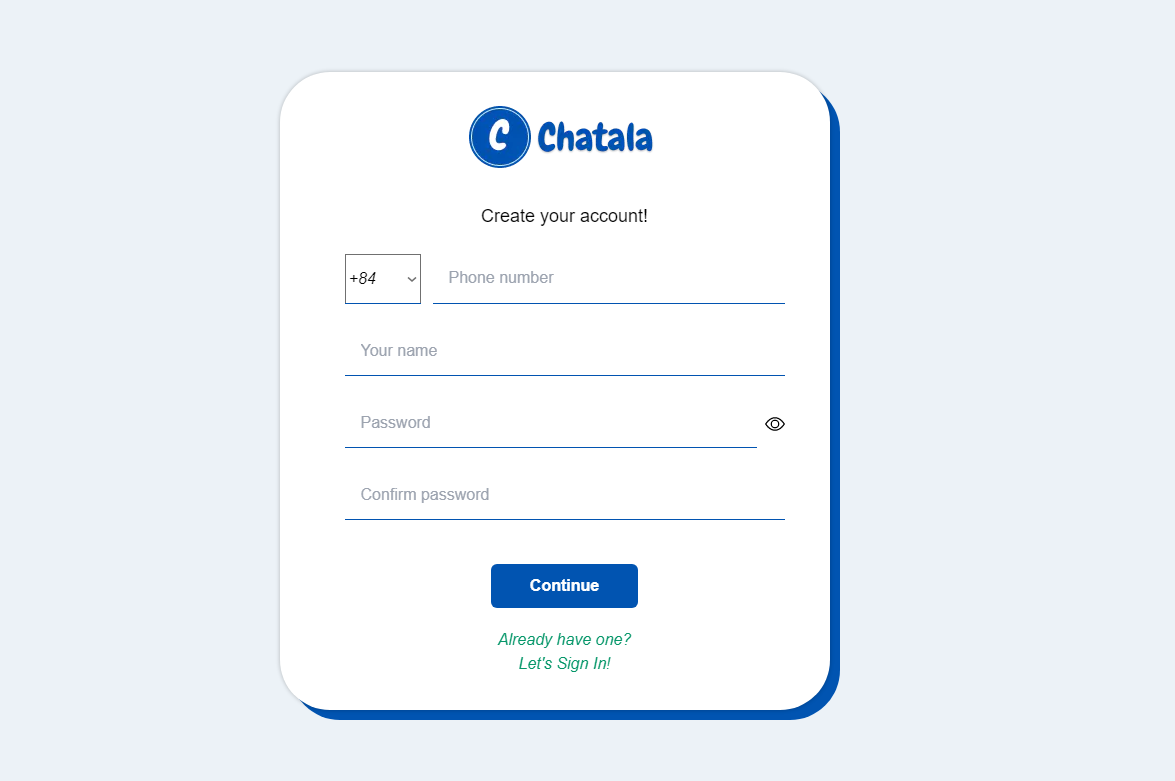 C Chatala
Create your account!
+84 Phone number
Your name
Password
Confirm password
Continue
Already have one?
Let's Sign In!